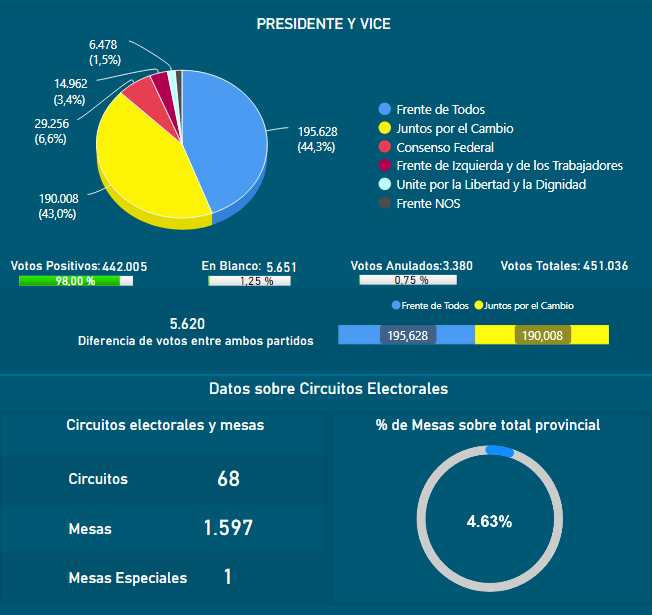 PRESIDENTE Y VICE
6.478
(1,5%)
14.962
(3,4%)
29.256
(6,6%)
190.008
(43,0%)
195.628
(44,3%)
Frente de Todos
Juntos por el Cambio
Consenso Federal
Frente de Izquierda y de los Trabajadores
Unite por la Libertad y la Dignidad
Frente NOS
Votos Positivos: 442.005
98,00 %
En Blanco: 5.651
1,25 %
Votos Anulados:3.380
0,75 %
Votos Totales: 451.036
5.620
Diferencia de votos entre ambos partidos
Frente de Todos Juntos por el Cambio
195,628 190,008
Datos sobre Circuitos Electorales
Circuitos electorales y mesas
Circuitos 68
Mesas 1.597
Mesas Especiales 1
% de Mesas sobre total provincial
4.63%